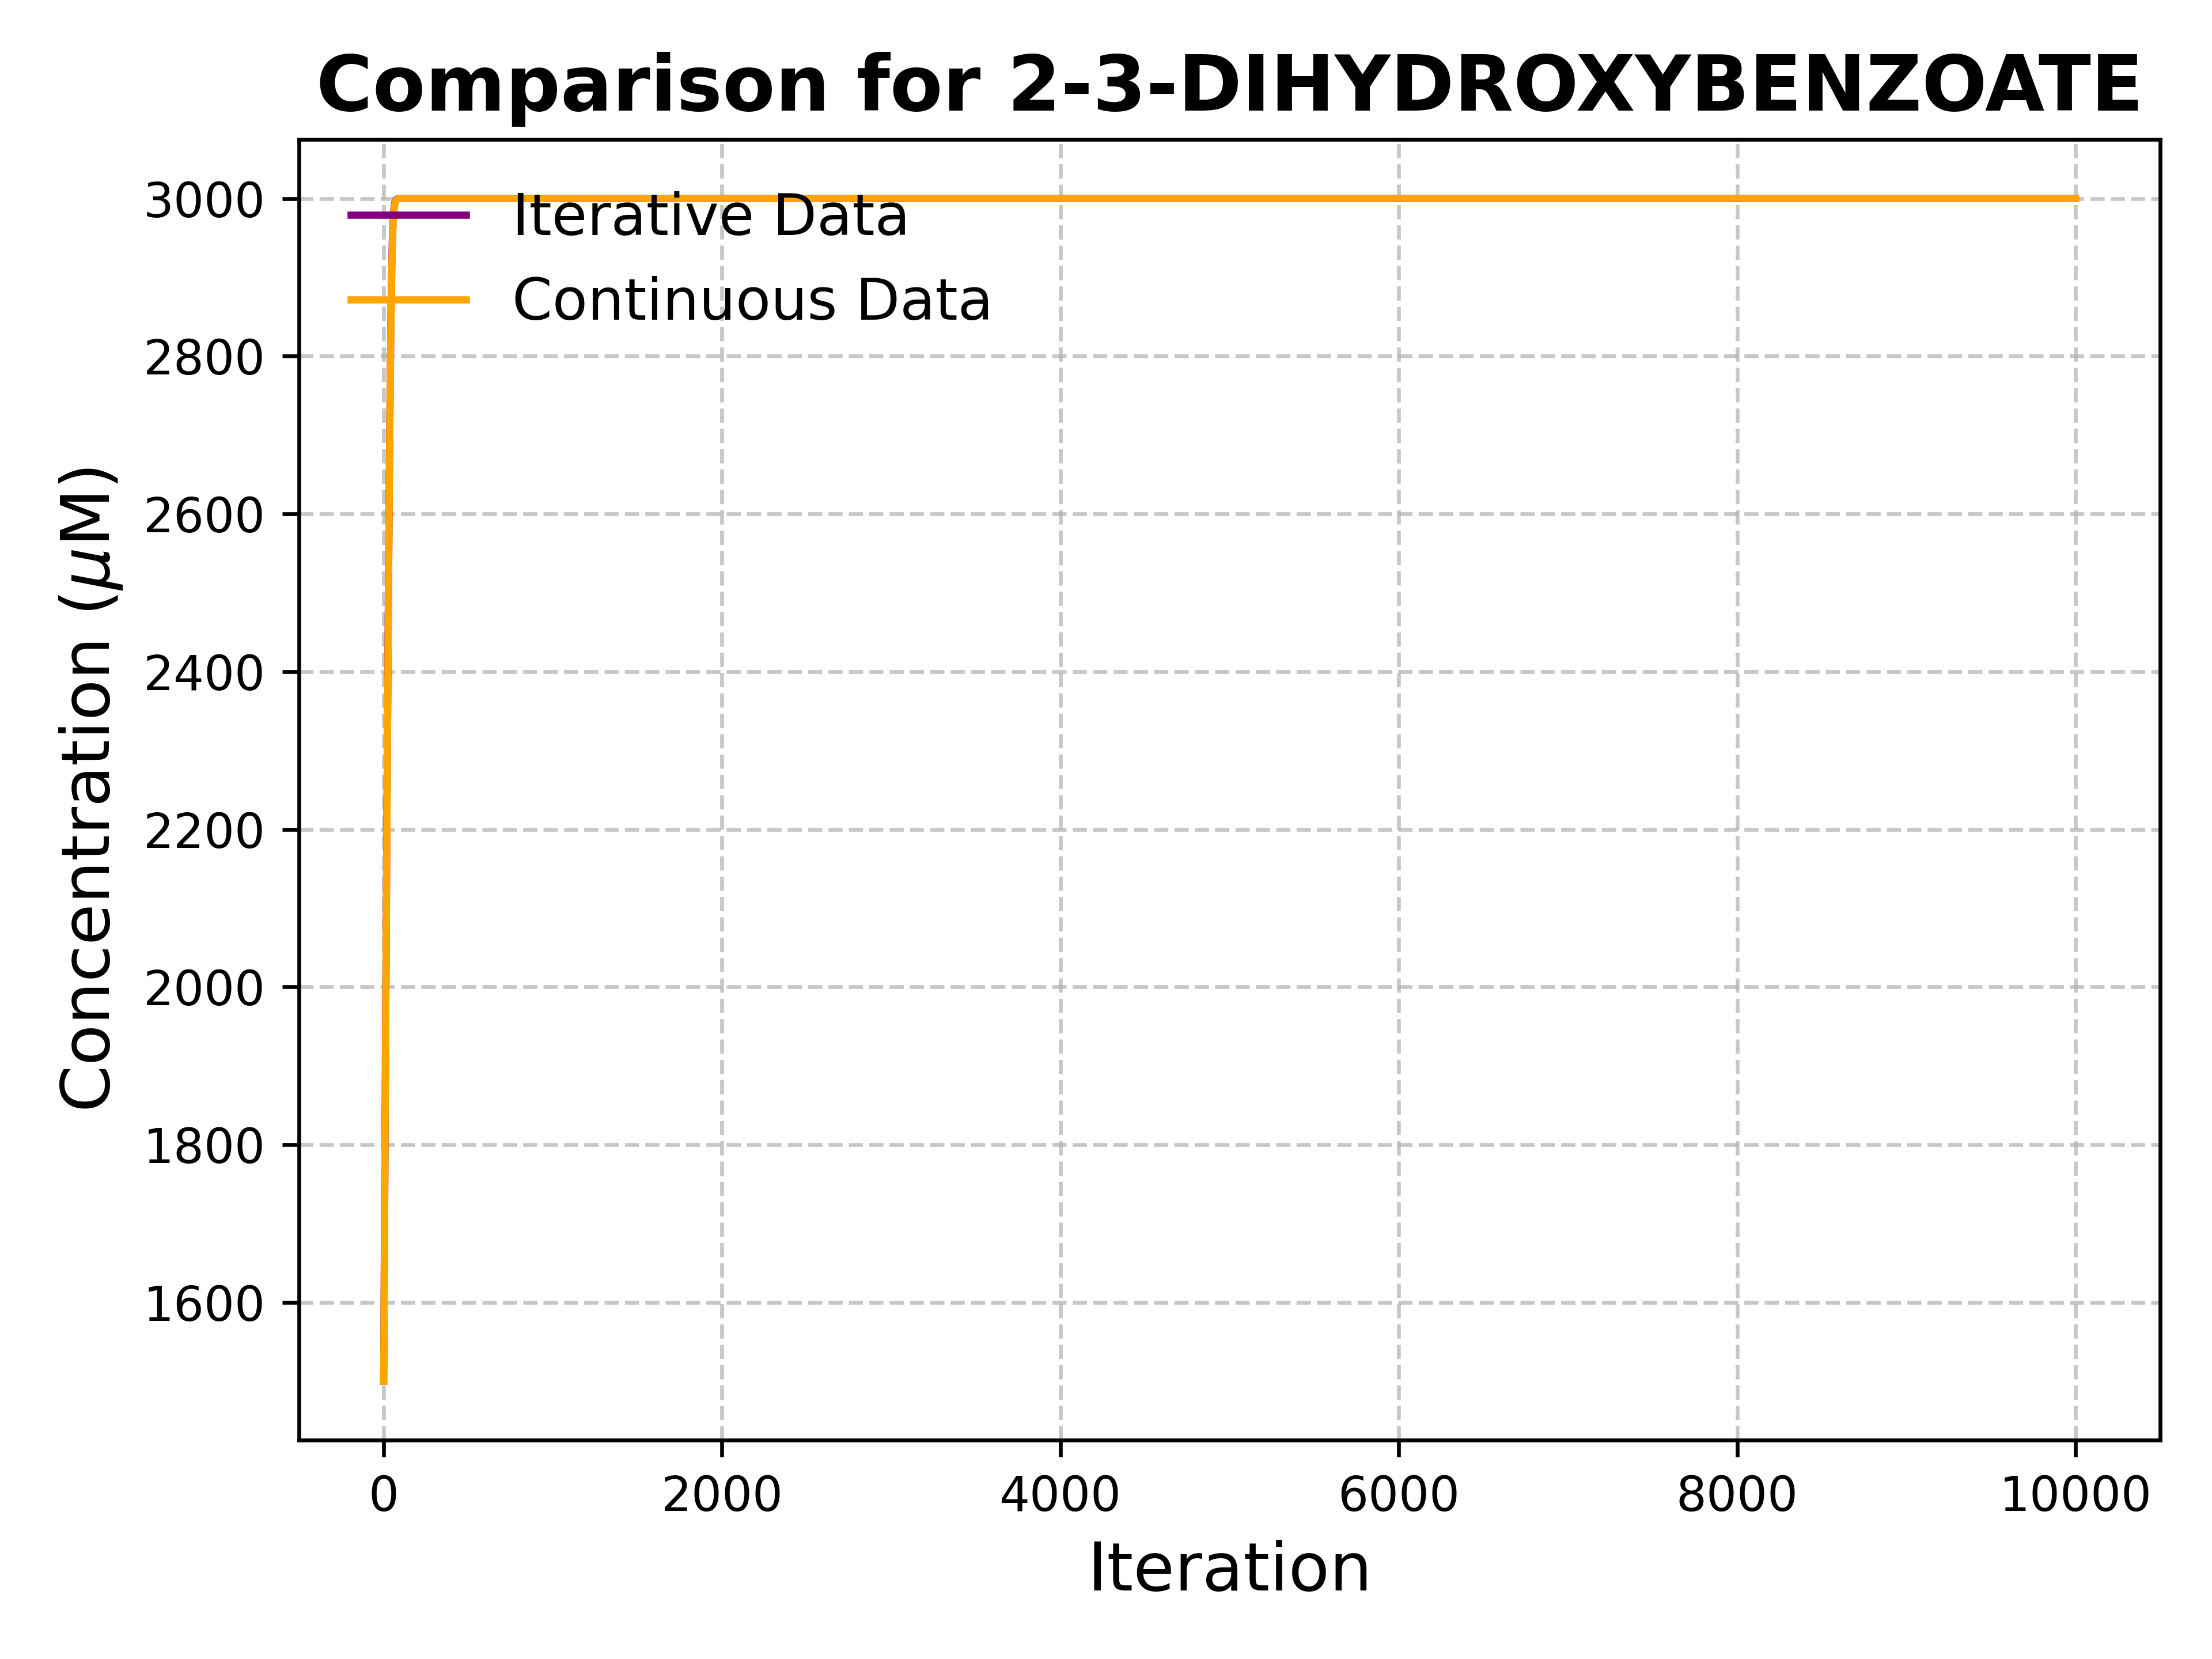 Comparison for 2-3-DIHYDROXYBENZOATE
Concentration (μM)
3000
2800
2600
2400
2200
2000
1800
1600
Iterative Data
Continuous Data
0 2000 4000 6000 8000 10000
Iteration